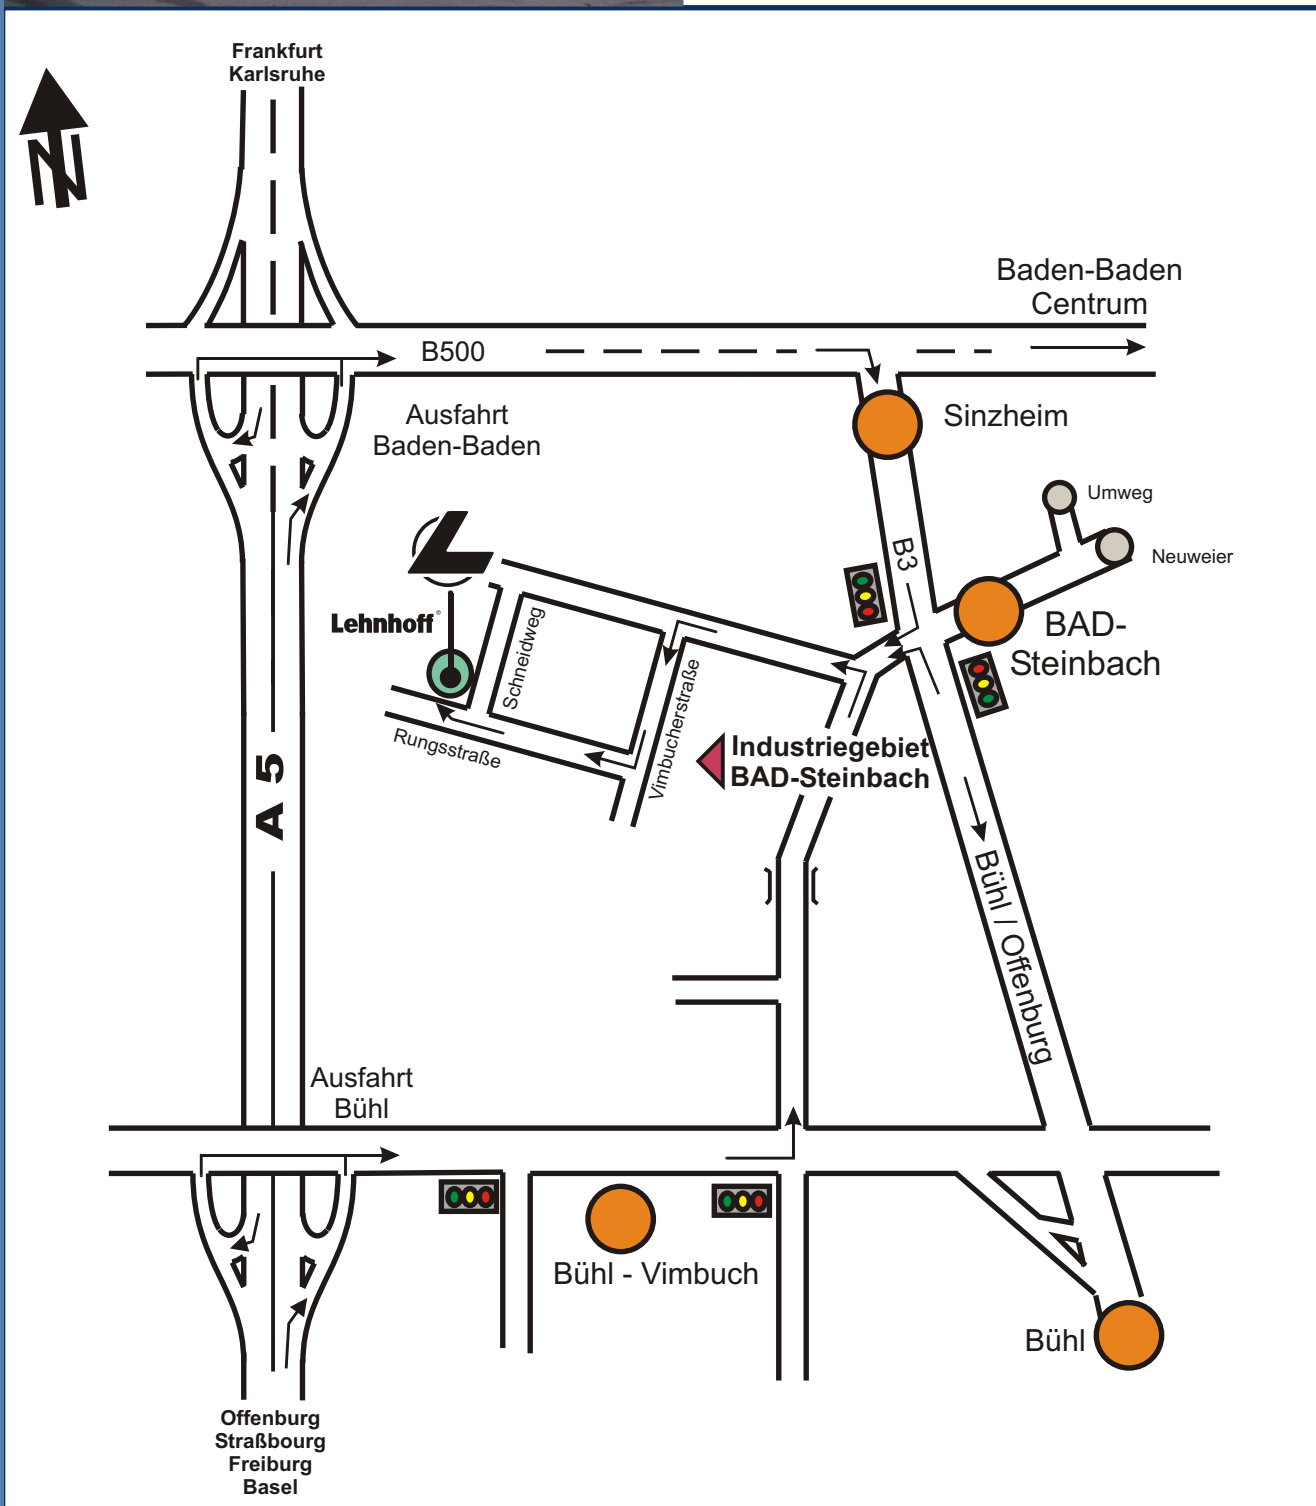 Frankfurt
Karlsruhe
N
Baden-Baden
Centrum
B500
Ausfahrt
Baden-Baden
Sinzheim
Umweg
Neuweier
B3
BAD-
Steinbach
Lehnhoff®
Schneidweg
Vimbucherstraße
Rungsstraße
Industriegebiet
BAD-Steinbach
A 5
Bühl / Offenburg
Ausfahrt
Bühl
Bühl - Vimbuch
Bühl
Offenburg
Straßbourg
Freiburg
Basel